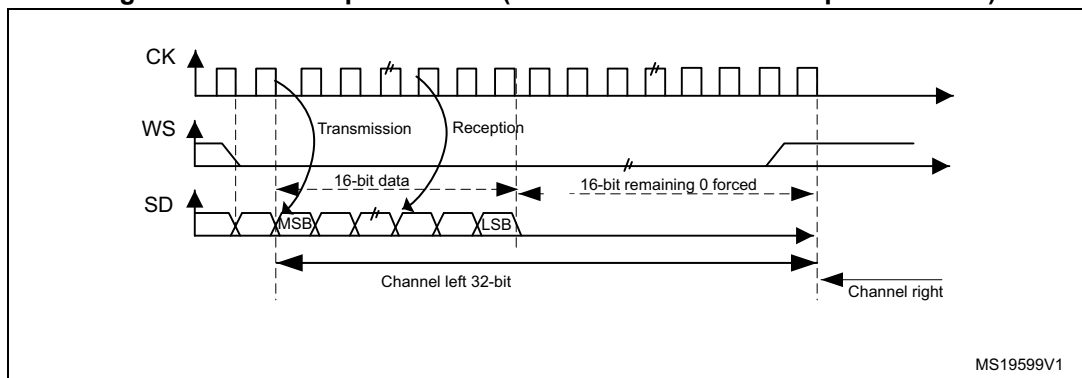 CK
Transmission
Reception
WS
16-bit data
16-bit remaining 0 forced
SD
MSB
LSB
Channel left 32-bit
Channel right
MS19599V1